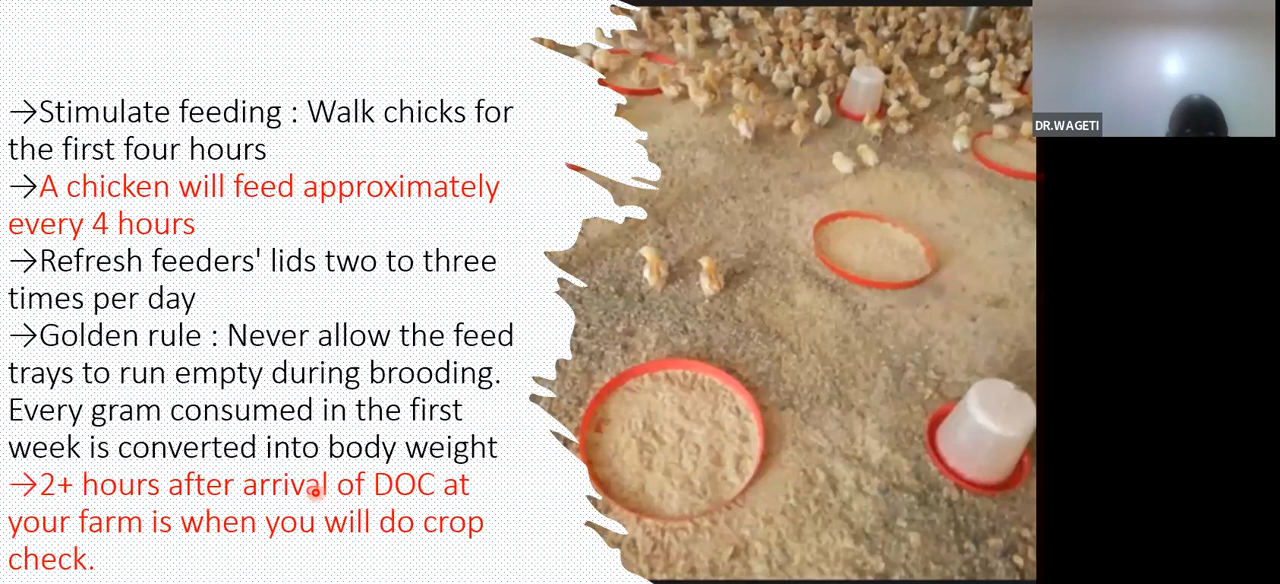 →Stimulate feeding : Walk chicks for
the first four hours
→A chicken will feed approximately
every 4 hours
→Refresh feeders' lids two to three
times per day
→Golden rule : Never allow the feed
trays to run empty during brooding.
Every gram consumed in the first
week is converted into body weight
→2+ hours after arrival of DOC at
your farm is when you will do crop
check.
DR.WAGETI